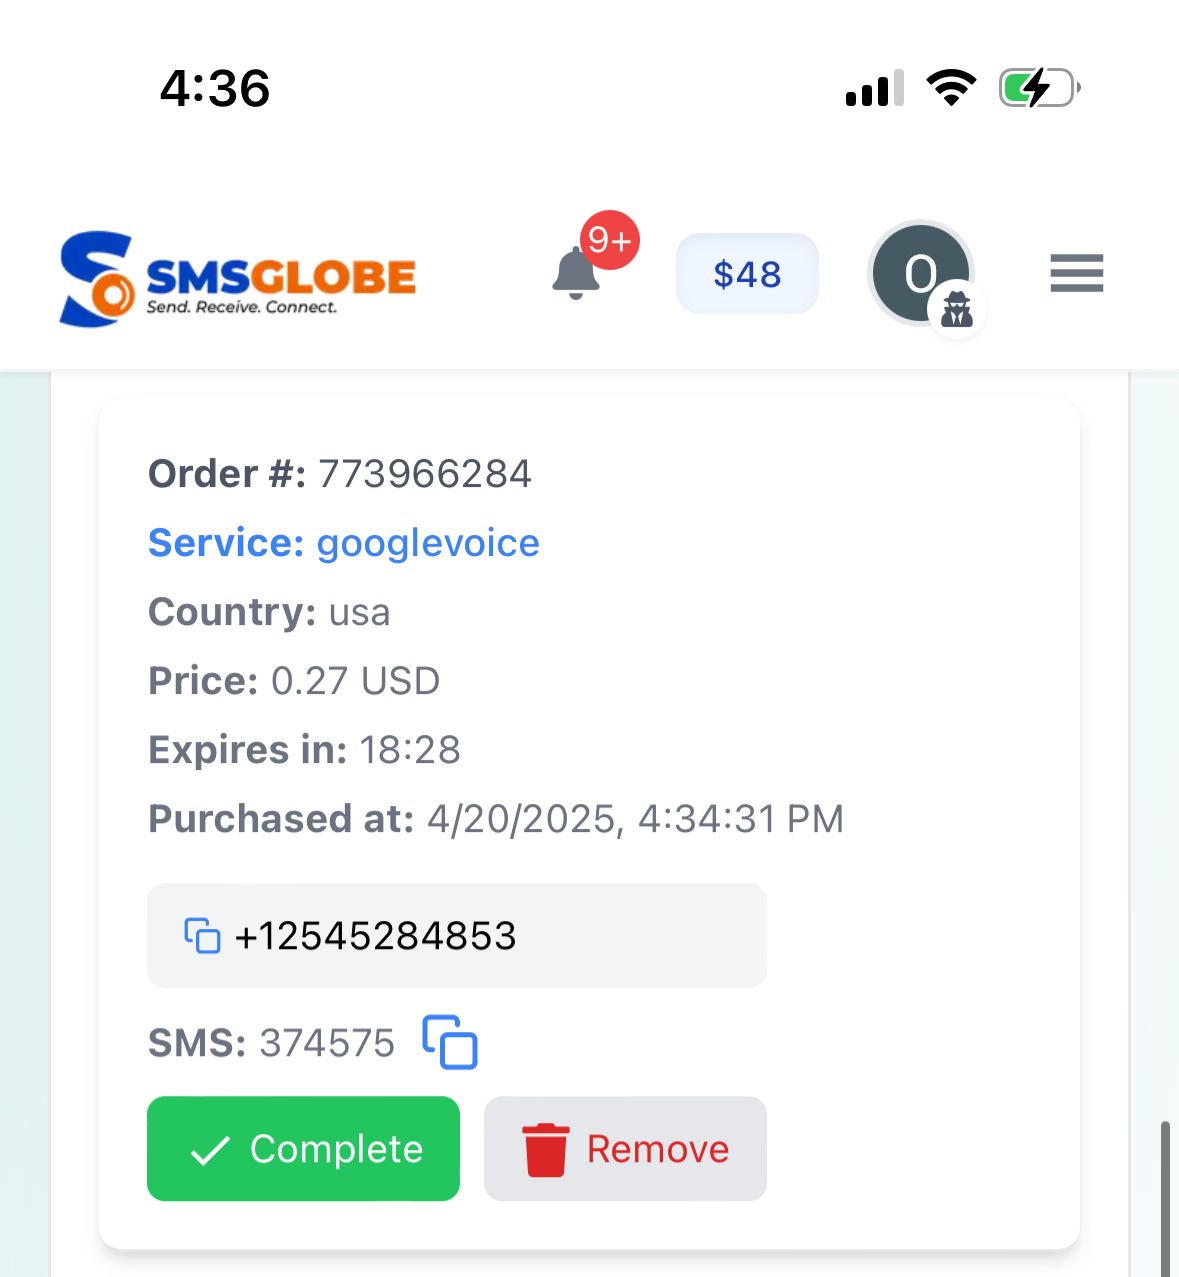 4:36
SMSGLOBE
Send. Receive. Connect.
9+
$48
O
Order #: 773966284
Service: googlevoice
Country: usa
Price: 0.27 USD
Expires in: 18:28
Purchased at: 4/20/2025, 4:34:31 PM
+12545284853
SMS: 374575
Complete
Remove